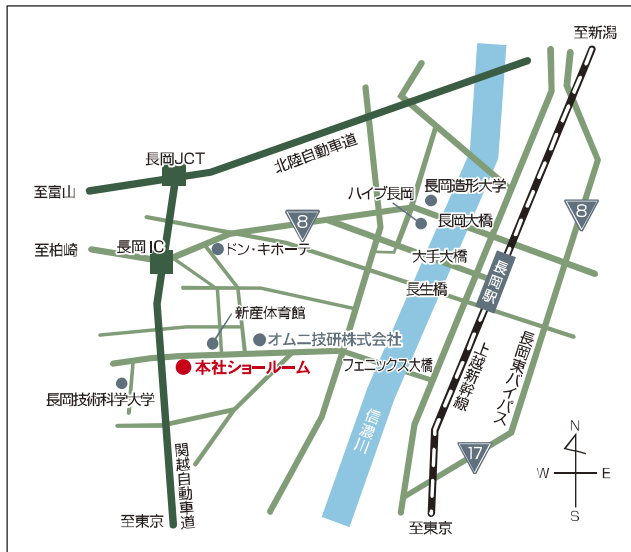 至新潟
長岡JCT
北陸自動車道
至富山
ハイブ長岡
長岡造形大学
8
8
長岡大橋
至柏崎
長岡IC
ドン・キホーテ
大手大橋
長岡駅
長生橋
新産体育館
オムニ技研株式会社
本社ショールーム
フェニックス大橋
上越新幹線
長岡東バイパス
長岡技術科学大学
信濃川
関越自動車道
17
N
W
E
S
至東京
至東京